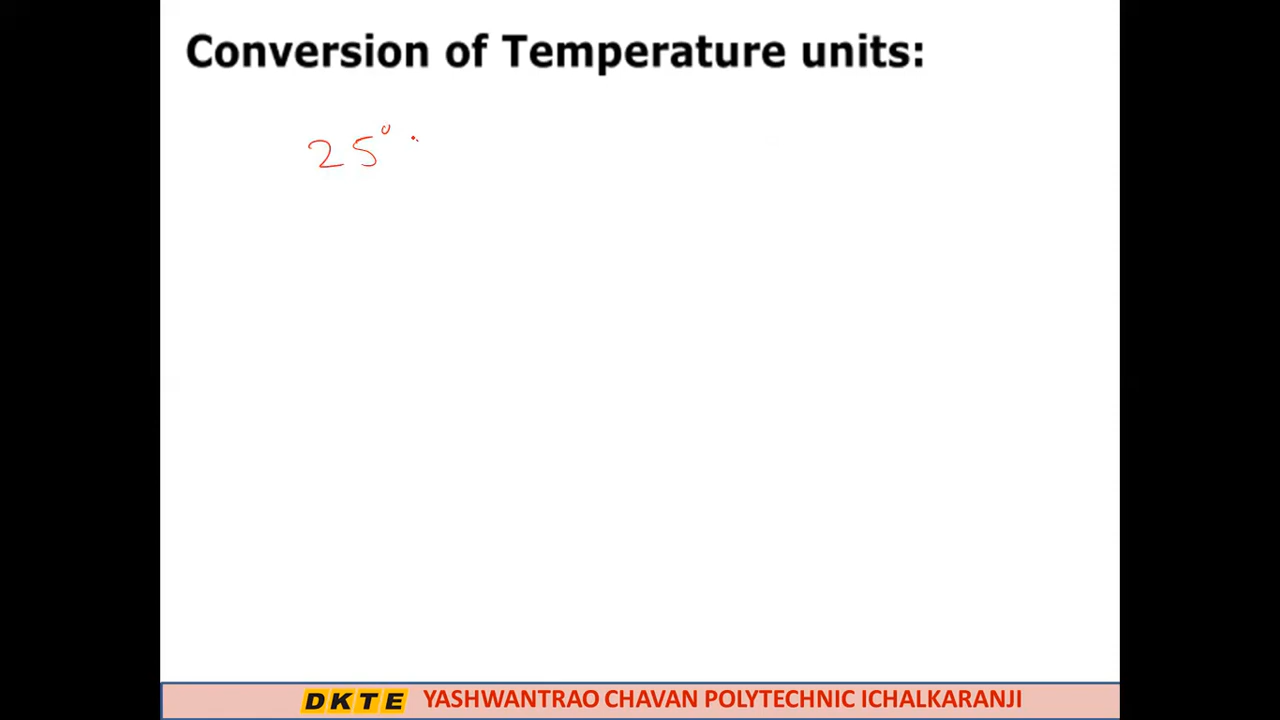 Conversion of Temperature units:
25°
DKTE YASHWANTRAO CHAVAN POLYTECHNIC ICHALKARANJI